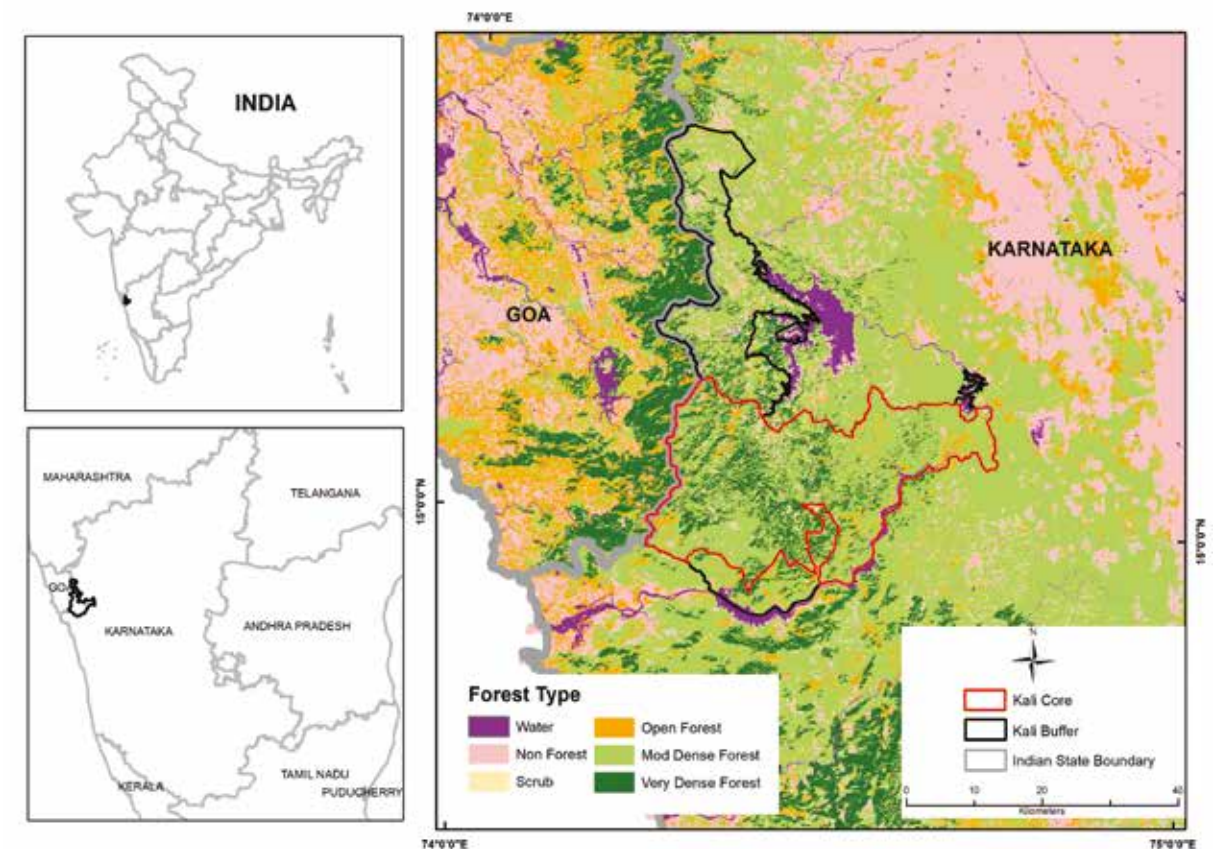 INDIA
MAHARASHTRA
TELANGANA
GOA
KARNATAKA
ANDHRA PRADESH
KERALA
TAMIL NADU
PUDUCHERRY
74°0'0"E
KARNATAKA
GOA
15°0'0"N
15°0'0"N
Forest Type
Water
Non Forest
Scrub
Open Forest
Mod Dense Forest
Very Dense Forest
N
Kali Core
Kali Buffer
Indian State Boundary
0 10 20 40
Kilometers
74°0'0"E
75°0'0"E